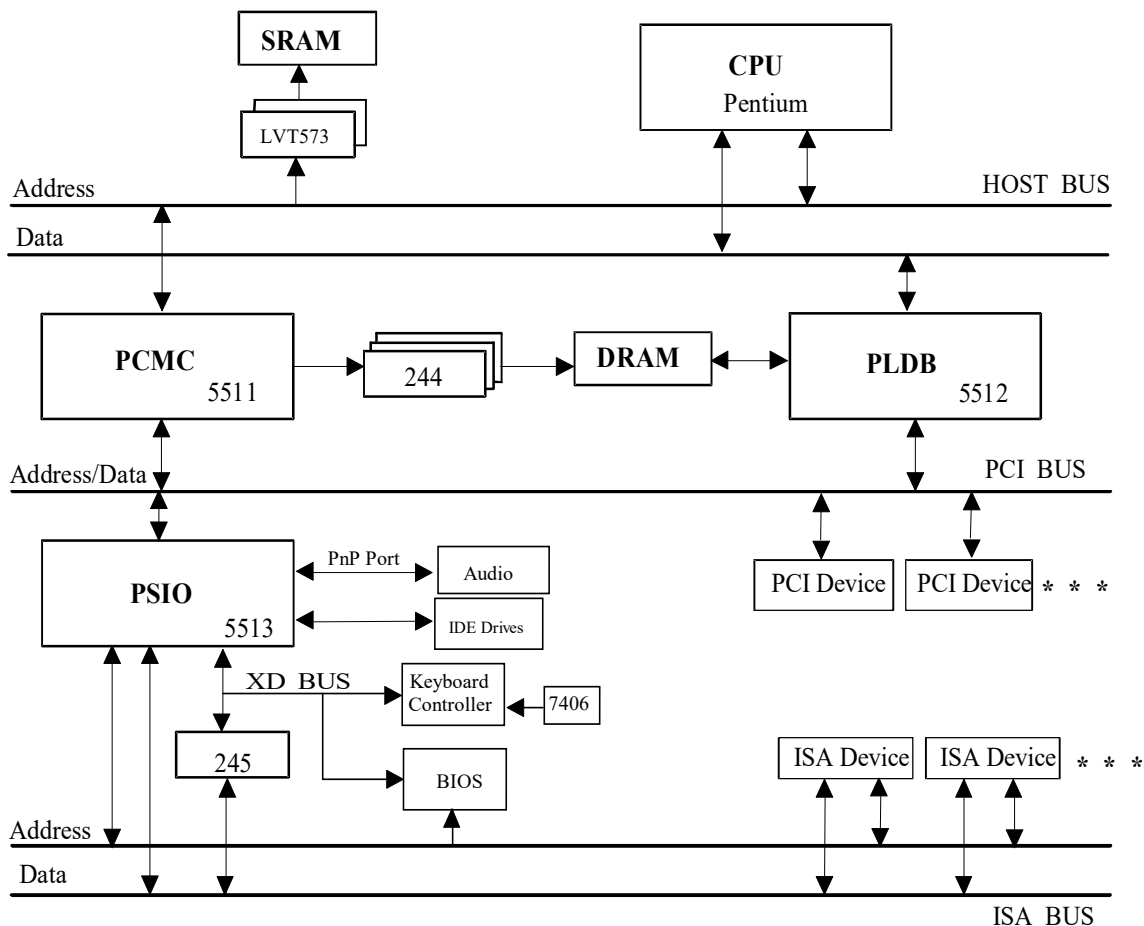 SRAM
CPU
Pentium
LVT573
Address
HOST BUS
Data
PCMC
5511
244
DRAM
PLDB
5512
Address/Data
PCI BUS
PSIO
5513
PnP Port
Audio
IDE Drives
PCI Device
PCI Device * * *
XD BUS
Keyboard
Controller
7406
245
BIOS
ISA Device
ISA Device * * *
Address
Data
ISA BUS